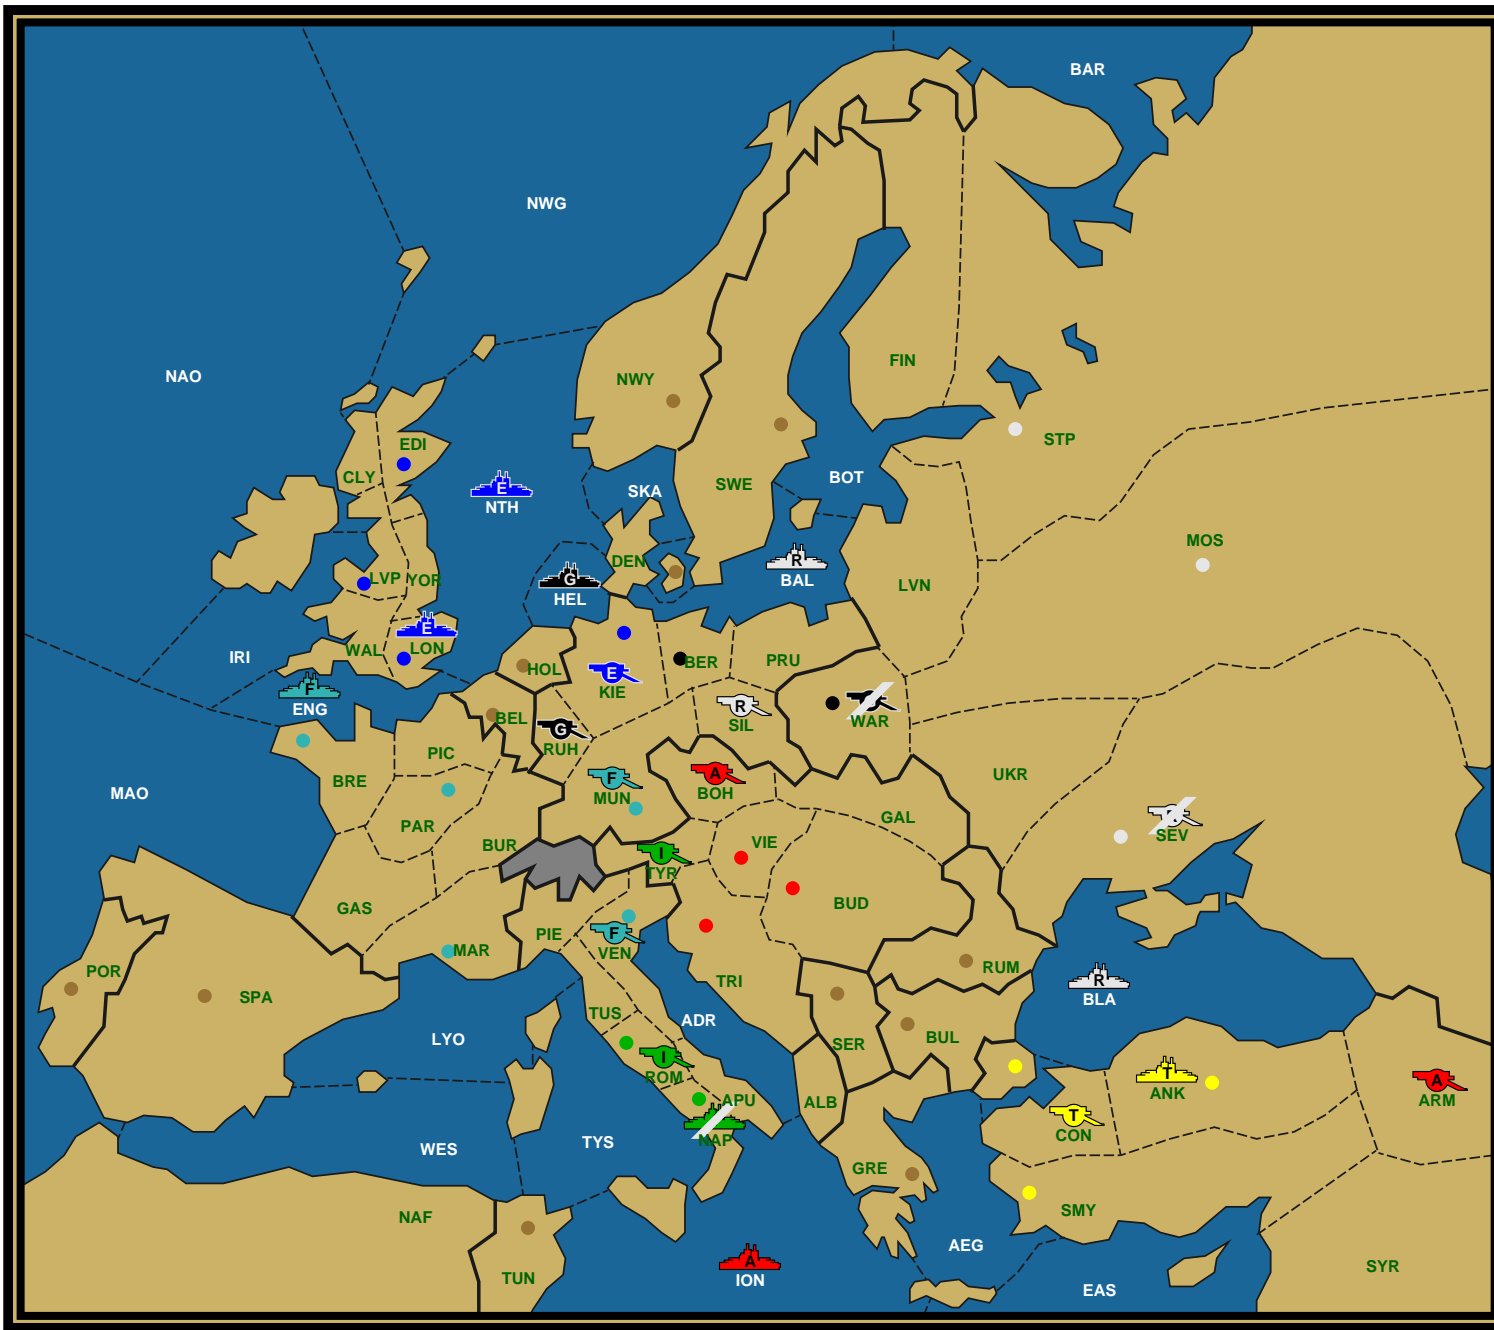 BAR
NWG
NAO
FIN
NWY
STP
EDI
CLY
SKA
BOT
SWE
E
NTH
MOS
DEN
R
BAL
G
HEL
LVP
YOR
LVN
E
LON
WAL
IRI
HOL
E
KIE
BER
PRU
F
ENG
BEL
G
RUH
R
SIL
WAR
PIC
BRE
F
MUN
A
BOH
UKR
MAO
PAR
GAL
SEV
BUR
VIE
I
TYR
GAS
BUD
MAR
PIE
F
VEN
POR
SPA
TRI
RUM
R
BLA
TUS
ADR
LYO
SER
BUL
I
ROM
T
ANK
A
ARM
APU
ALB
T
CON
NAP
WES
TYS
GRE
NAF
SMY
AEG
TUN
A
ION
EAS
SYR